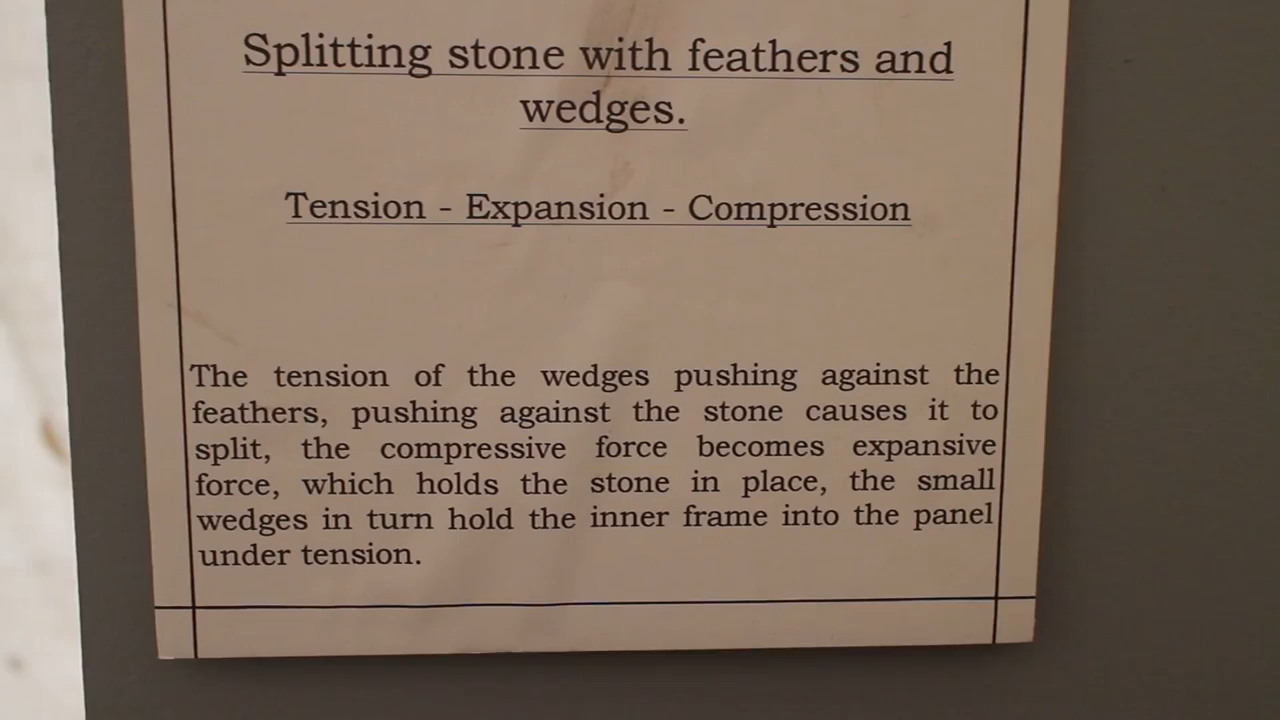 Splitting stone with feathers and
wedges.
Tension - Expansion - Compression
The tension of the wedges pushing against the
feathers, pushing against the stone causes it to
split, the compressive force becomes expansive
force, which holds the stone in place, the small
wedges in turn hold the inner frame into the panel
under tension.